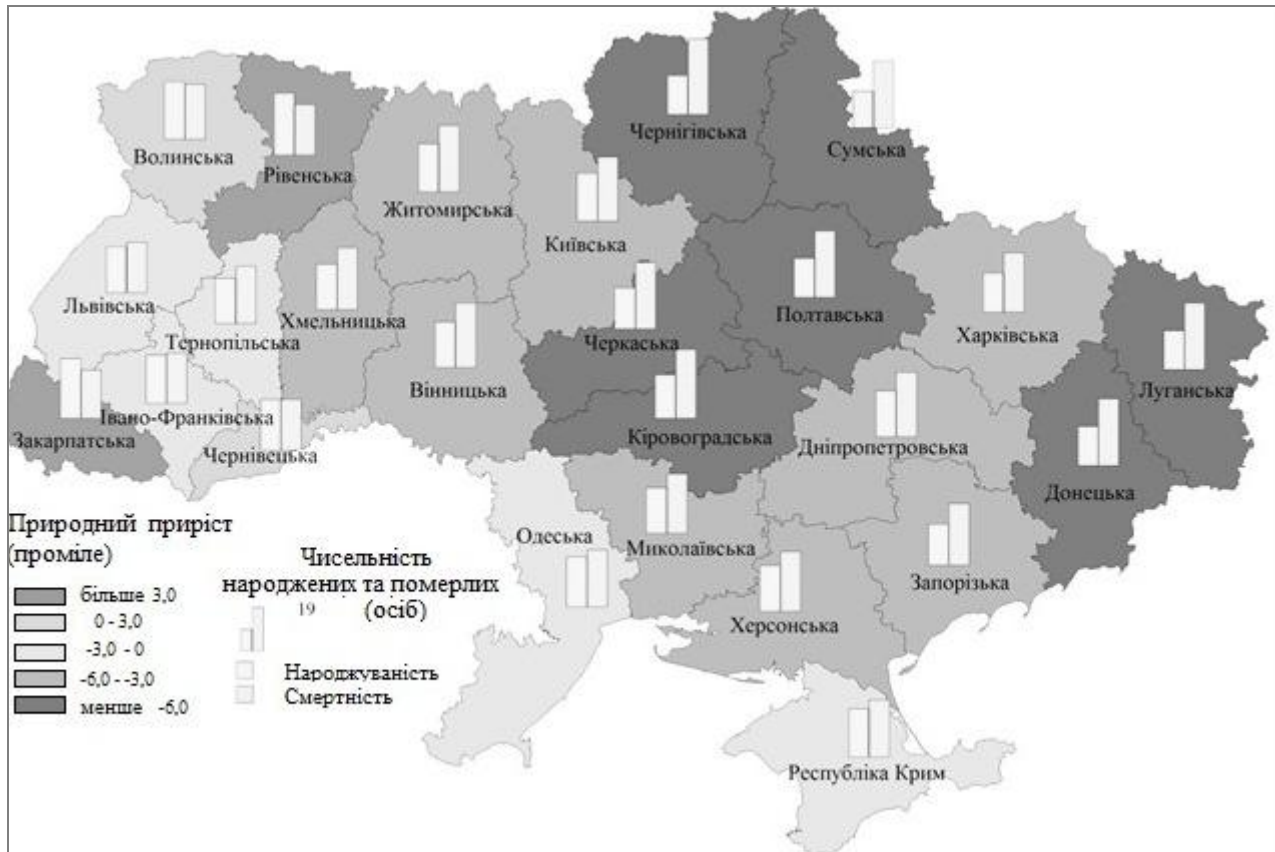 Чернігівська
Сумська
Волинська
Рівенська
Житомирська
Київська
Львівська
Тернопільська
Хмельницька
Черкаська
Полтавська
Харківська
Луганська
Вінницька
Івано-Франківська
Закарпатська
Чернівецька
Кіровоградська
Дніпропетровська
Донецька
Одеська
Миколаївська
Запорізька
Херсонська
Республіка Крим
Природний приріст
(проміле)
більше 3,0
0 - 3,0
-3,0 - 0
-6,0 - -3,0
менше -6,0
Чисельність
народжених та померлих
(осіб)
19
Народжуваність
Смертність